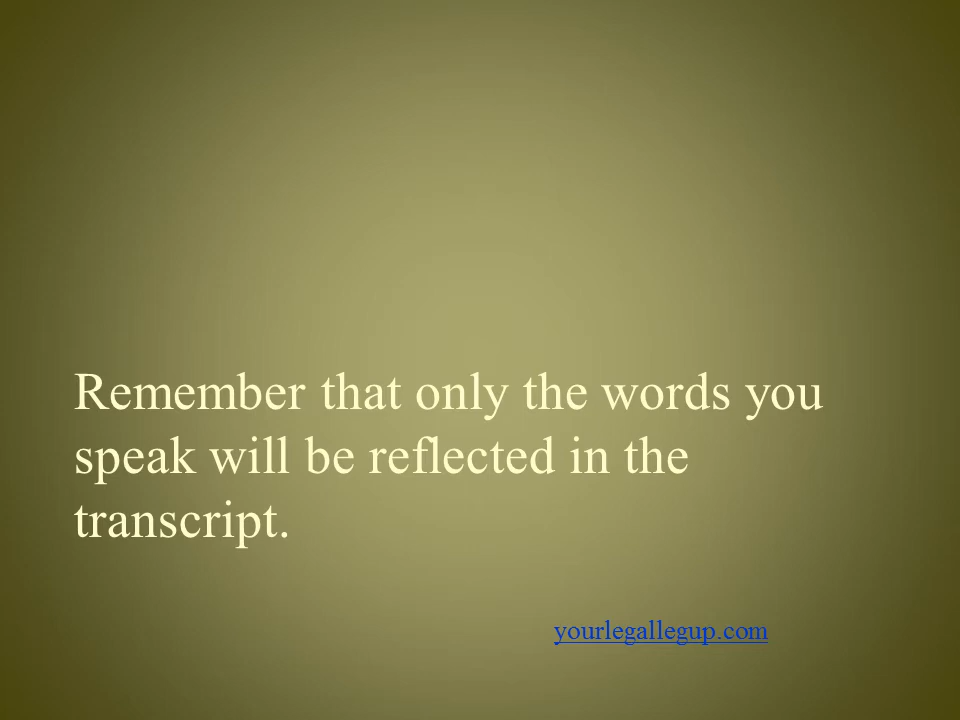 Remember that only the words you
speak will be reflected in the
transcript.
yourlegallegup.com